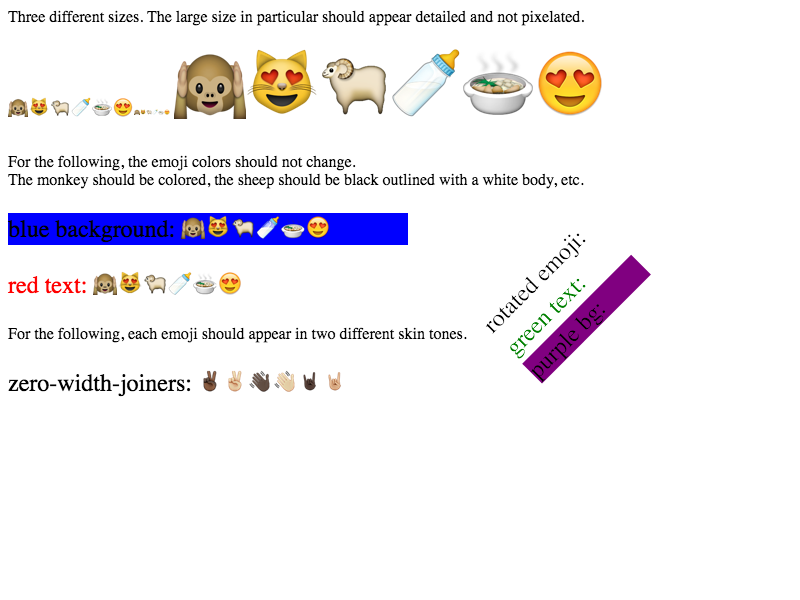 Three different sizes. The large size in particular should appear detailed and not pixelated.
🙉😻🐏🍼🍲😍🙉😻🐏🍼🍲😍🙉😻🐏🍼🍲😍
For the following, the emoji colors should not change.
The monkey should be colored, the sheep should be black outlined with a white body, etc.
blue background: 🙉😻🐏🍼🍲😍
red text: 🙉😻🐏🍼🍲😍
rotated emoji:
green text:
purple bg:
For the following, each emoji should appear in two different skin tones.
zero-width-joiners: ✌🏿✌🏼👋🏿👋🏼🤘🏿🤘🏼